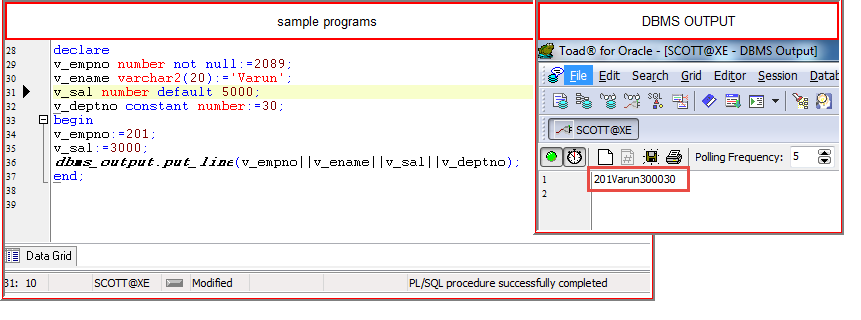 sample programs
28 declare
29 v_empno number not null:=2089;
30 v_ename varchar2(20):='Varun';
31 v_sal number default 5000;
32 v_deptno constant number:=30;
33 begin
34 v_empno:=201;
35 v_sal:=3000;
36 dbms_output.put_line(v_empno||v_ename||v_sal||v_deptno);
37 end;
38
39
Data Grid
31: 10 SCOTT@XE Modified PL/SQL procedure successfully completed
DBMS OUTPUT
Toad® for Oracle - [SCOTT@XE - DBMS Output]
File Edit Search Grid Editor Session Datab
SQL
SCOTT@XE
Polling Frequency: 5
1 201Varun300030
2